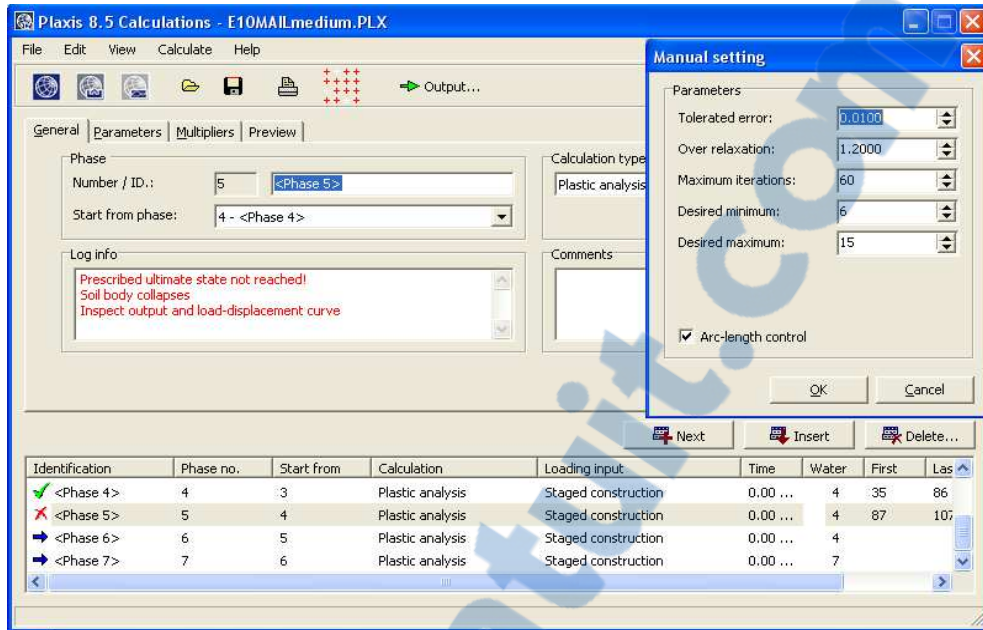 Plaxis 8.5 Calculations - E10MAILmedium.PLX
File Edit View Calculate Help
Output...
General Parameters Multipliers Preview
Phase
Number / ID.: 5 <Phase 5>
Start from phase: 4 - <Phase 4>
Log info
Prescribed ultimate state not reached!
Soil body collapses
Inspect output and load-displacement curve
Calculation type
Plastic analysis
Comments
Manual setting
Parameters
Tolerated error: 0.0100
Over relaxation: 1.2000
Maximum iterations: 60
Desired minimum: 6
Desired maximum: 15
Arc-length control
OK Cancel
Next Insert Delete...
Identification Phase no. Start from Calculation Loading input Time Water First Las
<Phase 4> 4 3 Plastic analysis Staged construction 0.00 ... 4 35 86
<Phase 5> 5 4 Plastic analysis Staged construction 0.00 ... 4 87 107
<Phase 6> 6 5 Plastic analysis Staged construction 0.00 ... 4
<Phase 7> 7 6 Plastic analysis Staged construction 0.00 ... 7